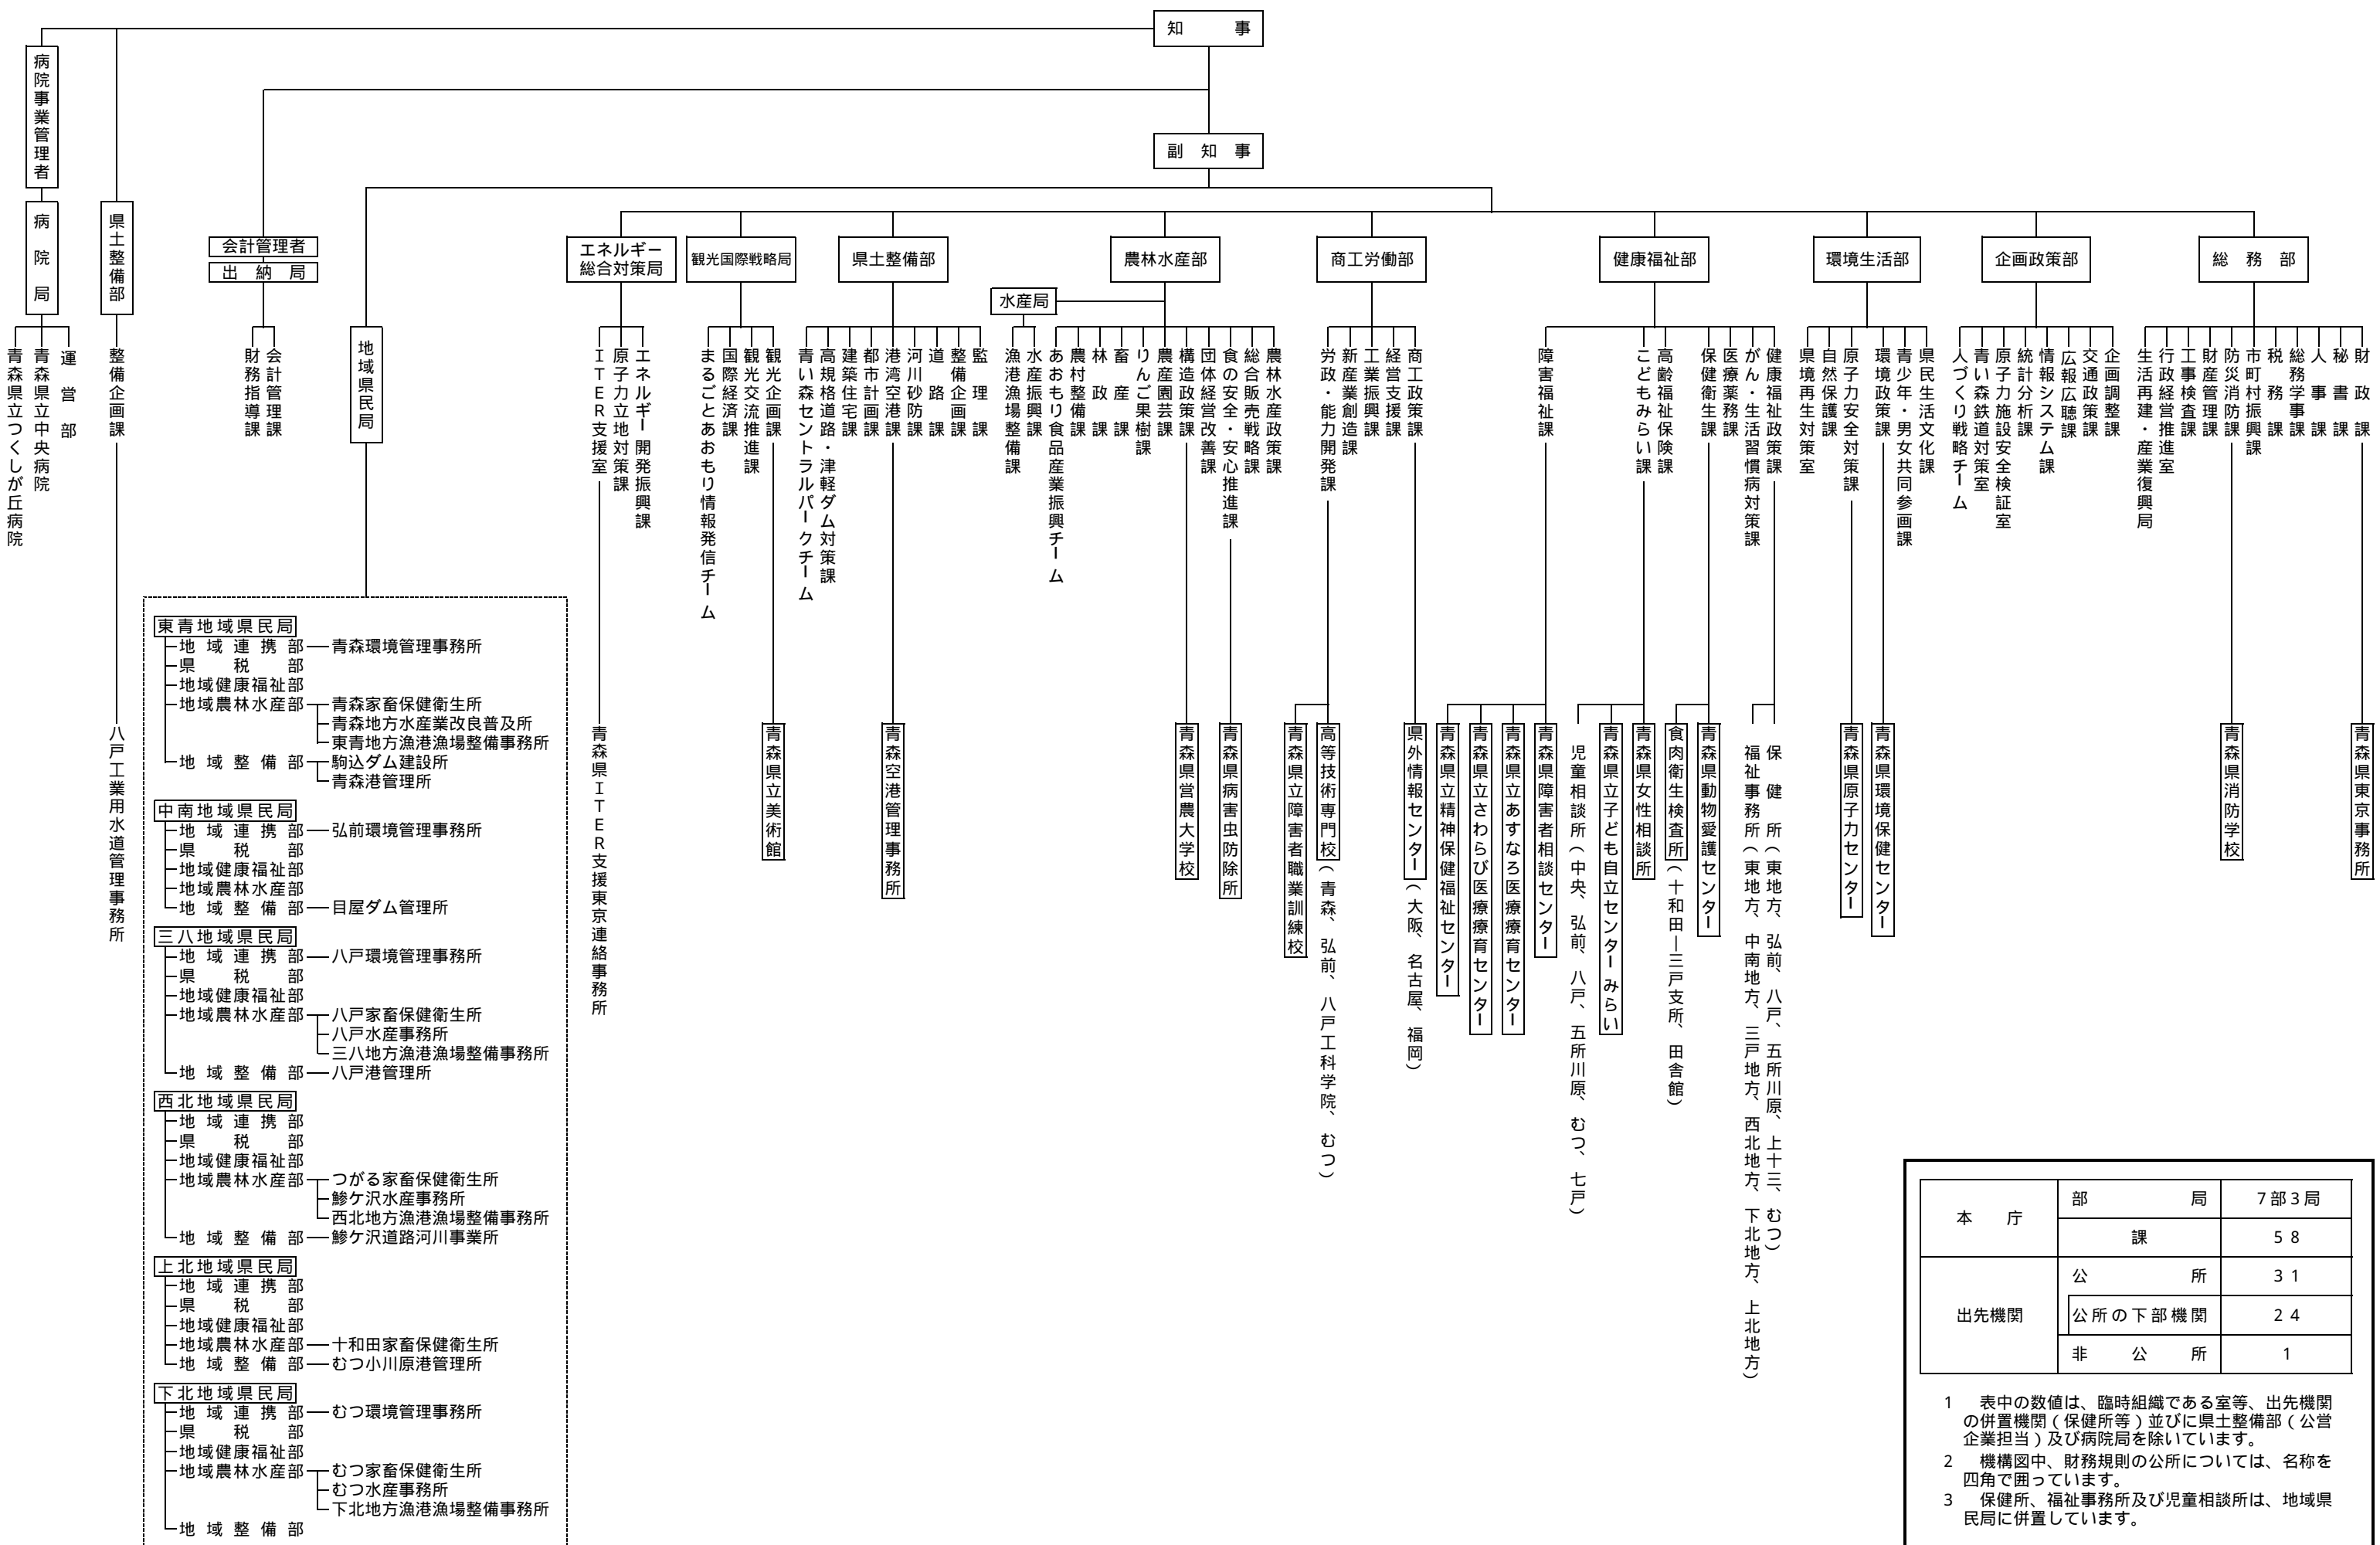 知事
副知事
病院事業管理者
病院局
運営部
青森県立中央病院
青森県立つくしが丘病院
県土整備部
整備企画課
八戸工業用水道管理事務所
会計管理者
出納局
会計管理課
財務指導課
地域県民局
エネルギー
総合対策局
エネルギー開発振興課
原子力立地対策課
ITER支援室
青森県ITER支援東京連絡事務所
観光国際戦略局
観光企画課
観光交流推進課
国際経済課
まるごとあおもり情報発信チーム
青森県立美術館
県土整備部
監理課
整備企画課
道路課
河川砂防課
港湾空港課
都市計画課
建築住宅課
高規格道路・津軽ダム対策課
青い森セントラルパークチーム
青森空港管理事務所
農林水産部
水産局
農林水産政策課
総合販売戦略課
食の安全・安心推進課
団体経営改善課
構造政策課
農産園芸課
りんご果樹課
畜産課
林政課
農村整備課
あおもり食品産業振興チーム
水産振興課
漁港漁場整備課
青森県営農大学校
青森県病害虫防除所
商工労働部
商工政策課
経営支援課
工業振興課
新産業創造課
労政・能力開発課
青森県立障害者職業訓練校
高等技術専門校(青森、弘前、八戸工科学院、むつ)
県外情報センター(大阪、名古屋、福岡)
健康福祉部
健康福祉政策課
がん・生活習慣病対策課
医療薬務課
保健衛生課
高齢福祉保険課
こどもみらい課
障害福祉課
青森県立精神保健福祉センター
青森県立さわらび医療療育センター
青森県立あすなろ医療療育センター
青森県障害者相談センター
児童相談所(中央、弘前、八戸、五所川原、むつ、七戸)
青森県立子ども自立センターみらい
青森県女性相談所
食肉衛生検査所(十和田―三戸支所、田舎館)
青森県動物愛護センター
福祉事務所(東地方、中南地方、三戸地方、西北地方、下北地方、上北地方)
保健所(東地方、弘前、八戸、五所川原、上十三、むつ)
環境生活部
県民生活文化課
青少年・男女共同参画課
環境政策課
原子力安全対策課
自然保護課
県境再生対策室
青森県原子力センター
青森県環境保健センター
企画政策部
企画調整課
交通政策課
広報広聴課
情報システム課
統計分析課
原子力施設安全検証室
青い森鉄道対策室
人づくり戦略チーム
総務部
財政課
秘書課
人事課
総務学事課
税務課
市町村振興課
防災消防課
財産管理課
工事検査課
行政経営推進室
生活再建・産業復興局
青森県消防学校
青森県東京事務所
東青地域県民局
地域連携部 青森環境管理事務所
県税部
地域健康福祉部
地域農林水産部 青森家畜保健衛生所
青森地方水産業改良普及所
東青地方漁港漁場整備事務所
地域整備部 駒込ダム建設所
青森港管理所
中南地域県民局
地域連携部 弘前環境管理事務所
県税部
地域健康福祉部
地域農林水産部
地域整備部 目屋ダム管理所
三八地域県民局
地域連携部 八戸環境管理事務所
県税部
地域健康福祉部
地域農林水産部 八戸家畜保健衛生所
八戸水産事務所
三八地方漁港漁場整備事務所
地域整備部 八戸港管理所
西北地域県民局
地域連携部
県税部
地域健康福祉部
地域農林水産部 つがる家畜保健衛生所
鰺ケ沢水産事務所
西北地方漁港漁場整備事務所
地域整備部 鰺ケ沢道路河川事業所
上北地域県民局
地域連携部
県税部
地域健康福祉部
地域農林水産部 十和田家畜保健衛生所
地域整備部 むつ小川原港管理所
下北地域県民局
地域連携部 むつ環境管理事務所
県税部
地域健康福祉部
地域農林水産部 むつ家畜保健衛生所
むつ水産事務所
下北地方漁港漁場整備事務所
地域整備部
本庁 部局 7部3局
課 58
出先機関 公所 31
公所の下部機関 24
非公所 1
1 表中の数値は、臨時組織である室等、出先機関
の併置機関(保健所等)並びに県土整備部(公営
企業担当)及び病院局を除いています。
2 機構図中、財務規則の公所については、名称を
四角で囲っています。
3 保健所、福祉事務所及び児童相談所は、地域県
民局に併置しています。